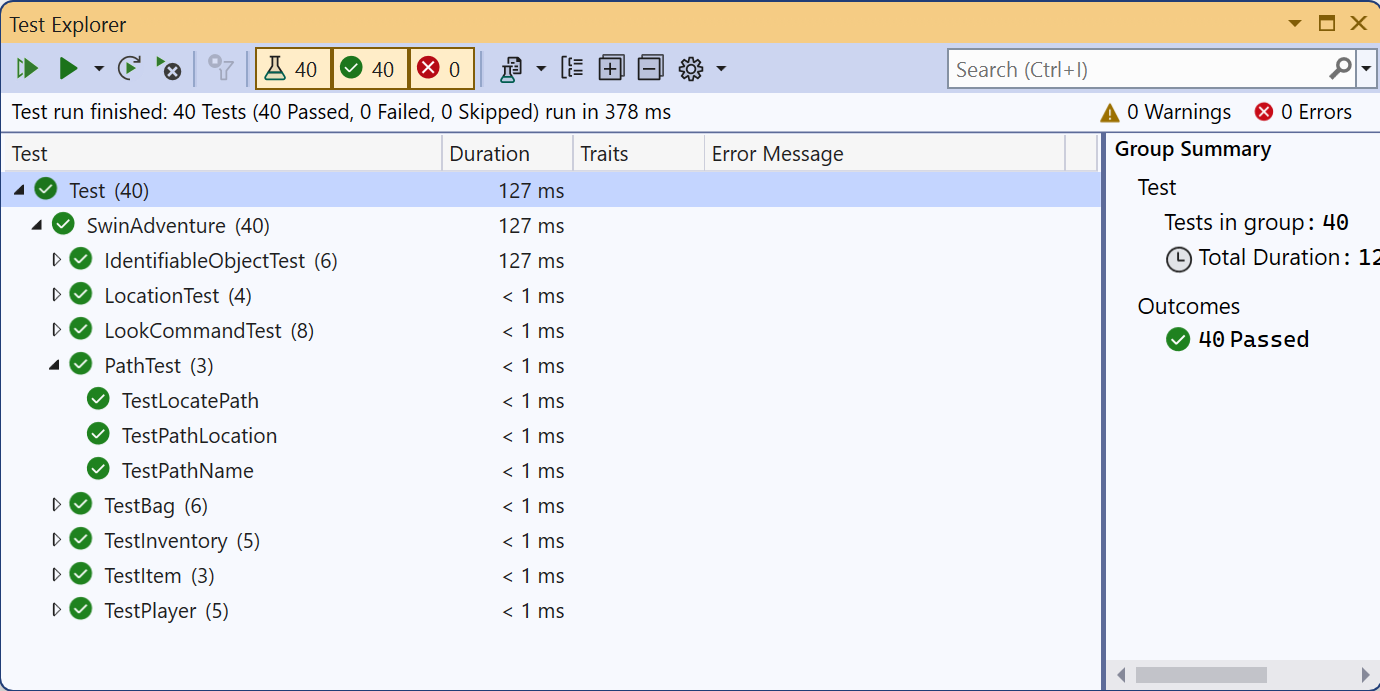 Test Explorer
40 40 0
Search (Ctrl+I)
Test run finished: 40 Tests (40 Passed, 0 Failed, 0 Skipped) run in 378 ms
0 Warnings 0 Errors
Test Duration Traits Error Message
Test (40) 127 ms
SwinAdventure (40) 127 ms
IdentifiableObjectTest (6) 127 ms
LocationTest (4) < 1 ms
LookCommandTest (8) < 1 ms
PathTest (3) < 1 ms
TestLocatePath < 1 ms
TestPathLocation < 1 ms
TestPathName < 1 ms
TestBag (6) < 1 ms
TestInventory (5) < 1 ms
TestItem (3) < 1 ms
TestPlayer (5) < 1 ms
Group Summary
Test
Tests in group: 40
Total Duration: 12
Outcomes
40 Passed